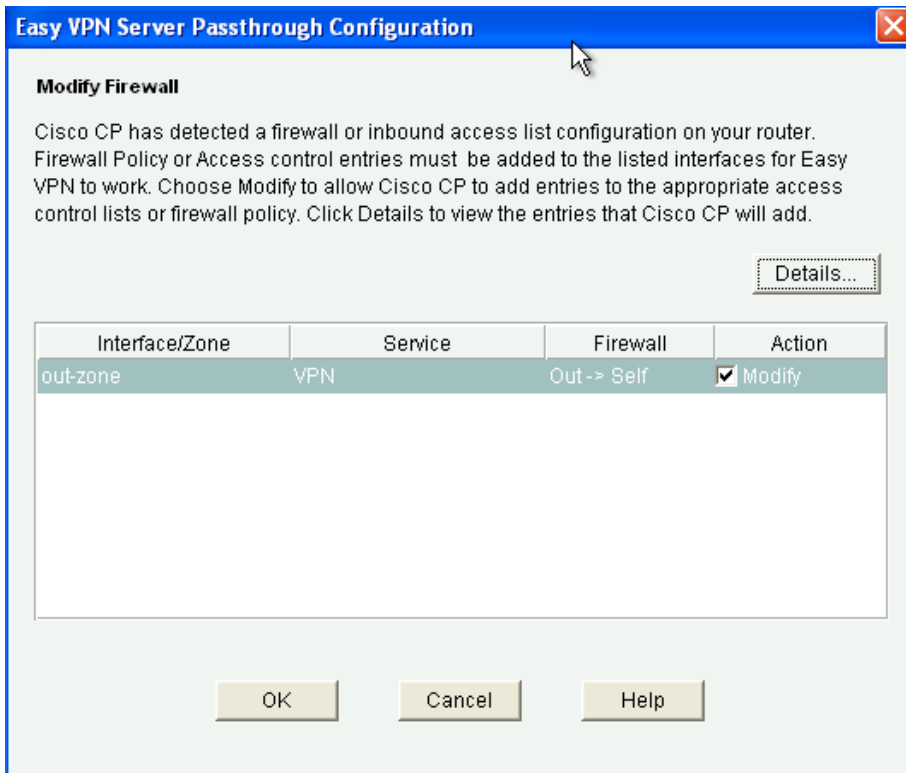 Easy VPN Server Passthrough Configuration
Modify Firewall
Cisco CP has detected a firewall or inbound access list configuration on your router.
Firewall Policy or Access control entries must be added to the listed interfaces for Easy
VPN to work. Choose Modify to allow Cisco CP to add entries to the appropriate access
control lists or firewall policy. Click Details to view the entries that Cisco CP will add.
Details...
Interface/Zone Service Firewall Action
out-zone VPN Out -> Self Modify
OK Cancel Help